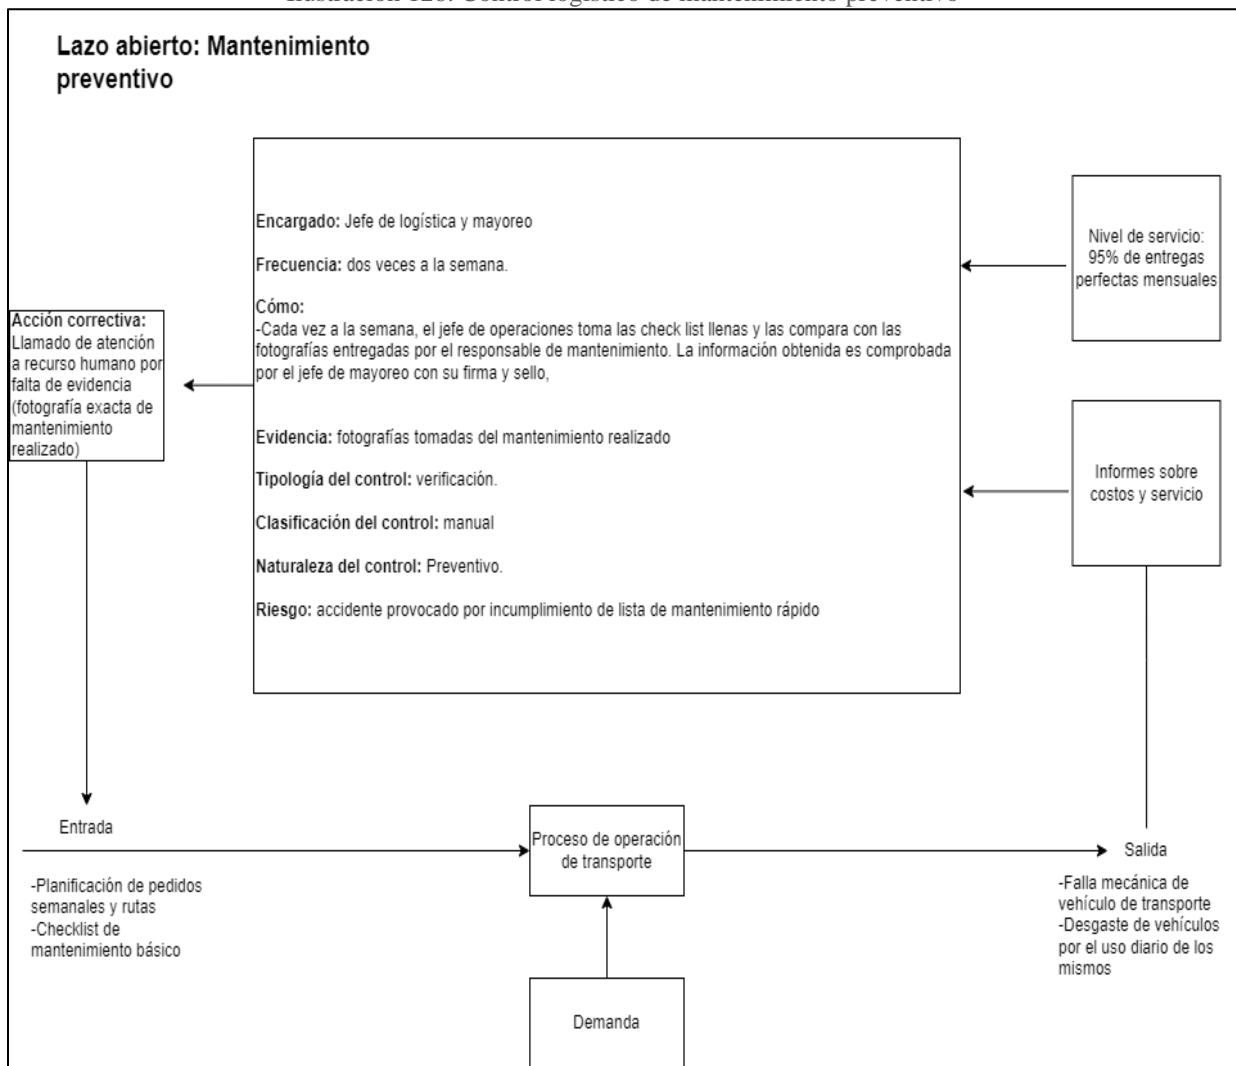 Ilustración 128: Control logístico de mantenimiento preventivo
Lazo abierto: Mantenimiento
preventivo
Encargado: Jefe de logística y mayoreo
Frecuencia: dos veces a la semana.
Cómo:
-Cada vez a la semana, el jefe de operaciones toma las check list llenas y las compara con las
fotografías entregadas por el responsable de mantenimiento. La información obtenida es comprobada
por el jefe de mayoreo con su firma y sello,
Evidencia: fotografías tomadas del mantenimiento realizado
Tipología del control: verificación.
Clasificación del control: manual
Naturaleza del control: Preventivo.
Riesgo: accidente provocado por incumplimiento de lista de mantenimiento rápido
Nivel de servicio:
95% de entregas
perfectas mensuales
Informes sobre
costos y servicio
Acción correctiva:
Llamado de atención
a recurso humano por
falta de evidencia
(fotografía exacta de
mantenimiento
realizado)
Entrada
-Planificación de pedidos
semanales y rutas
-Checklist de
mantenimiento básico
Proceso de operación
de transporte
Demanda
Salida
-Falla mecánica de
vehículo de transporte
-Desgaste de vehículos
por el uso diario de los
mismos